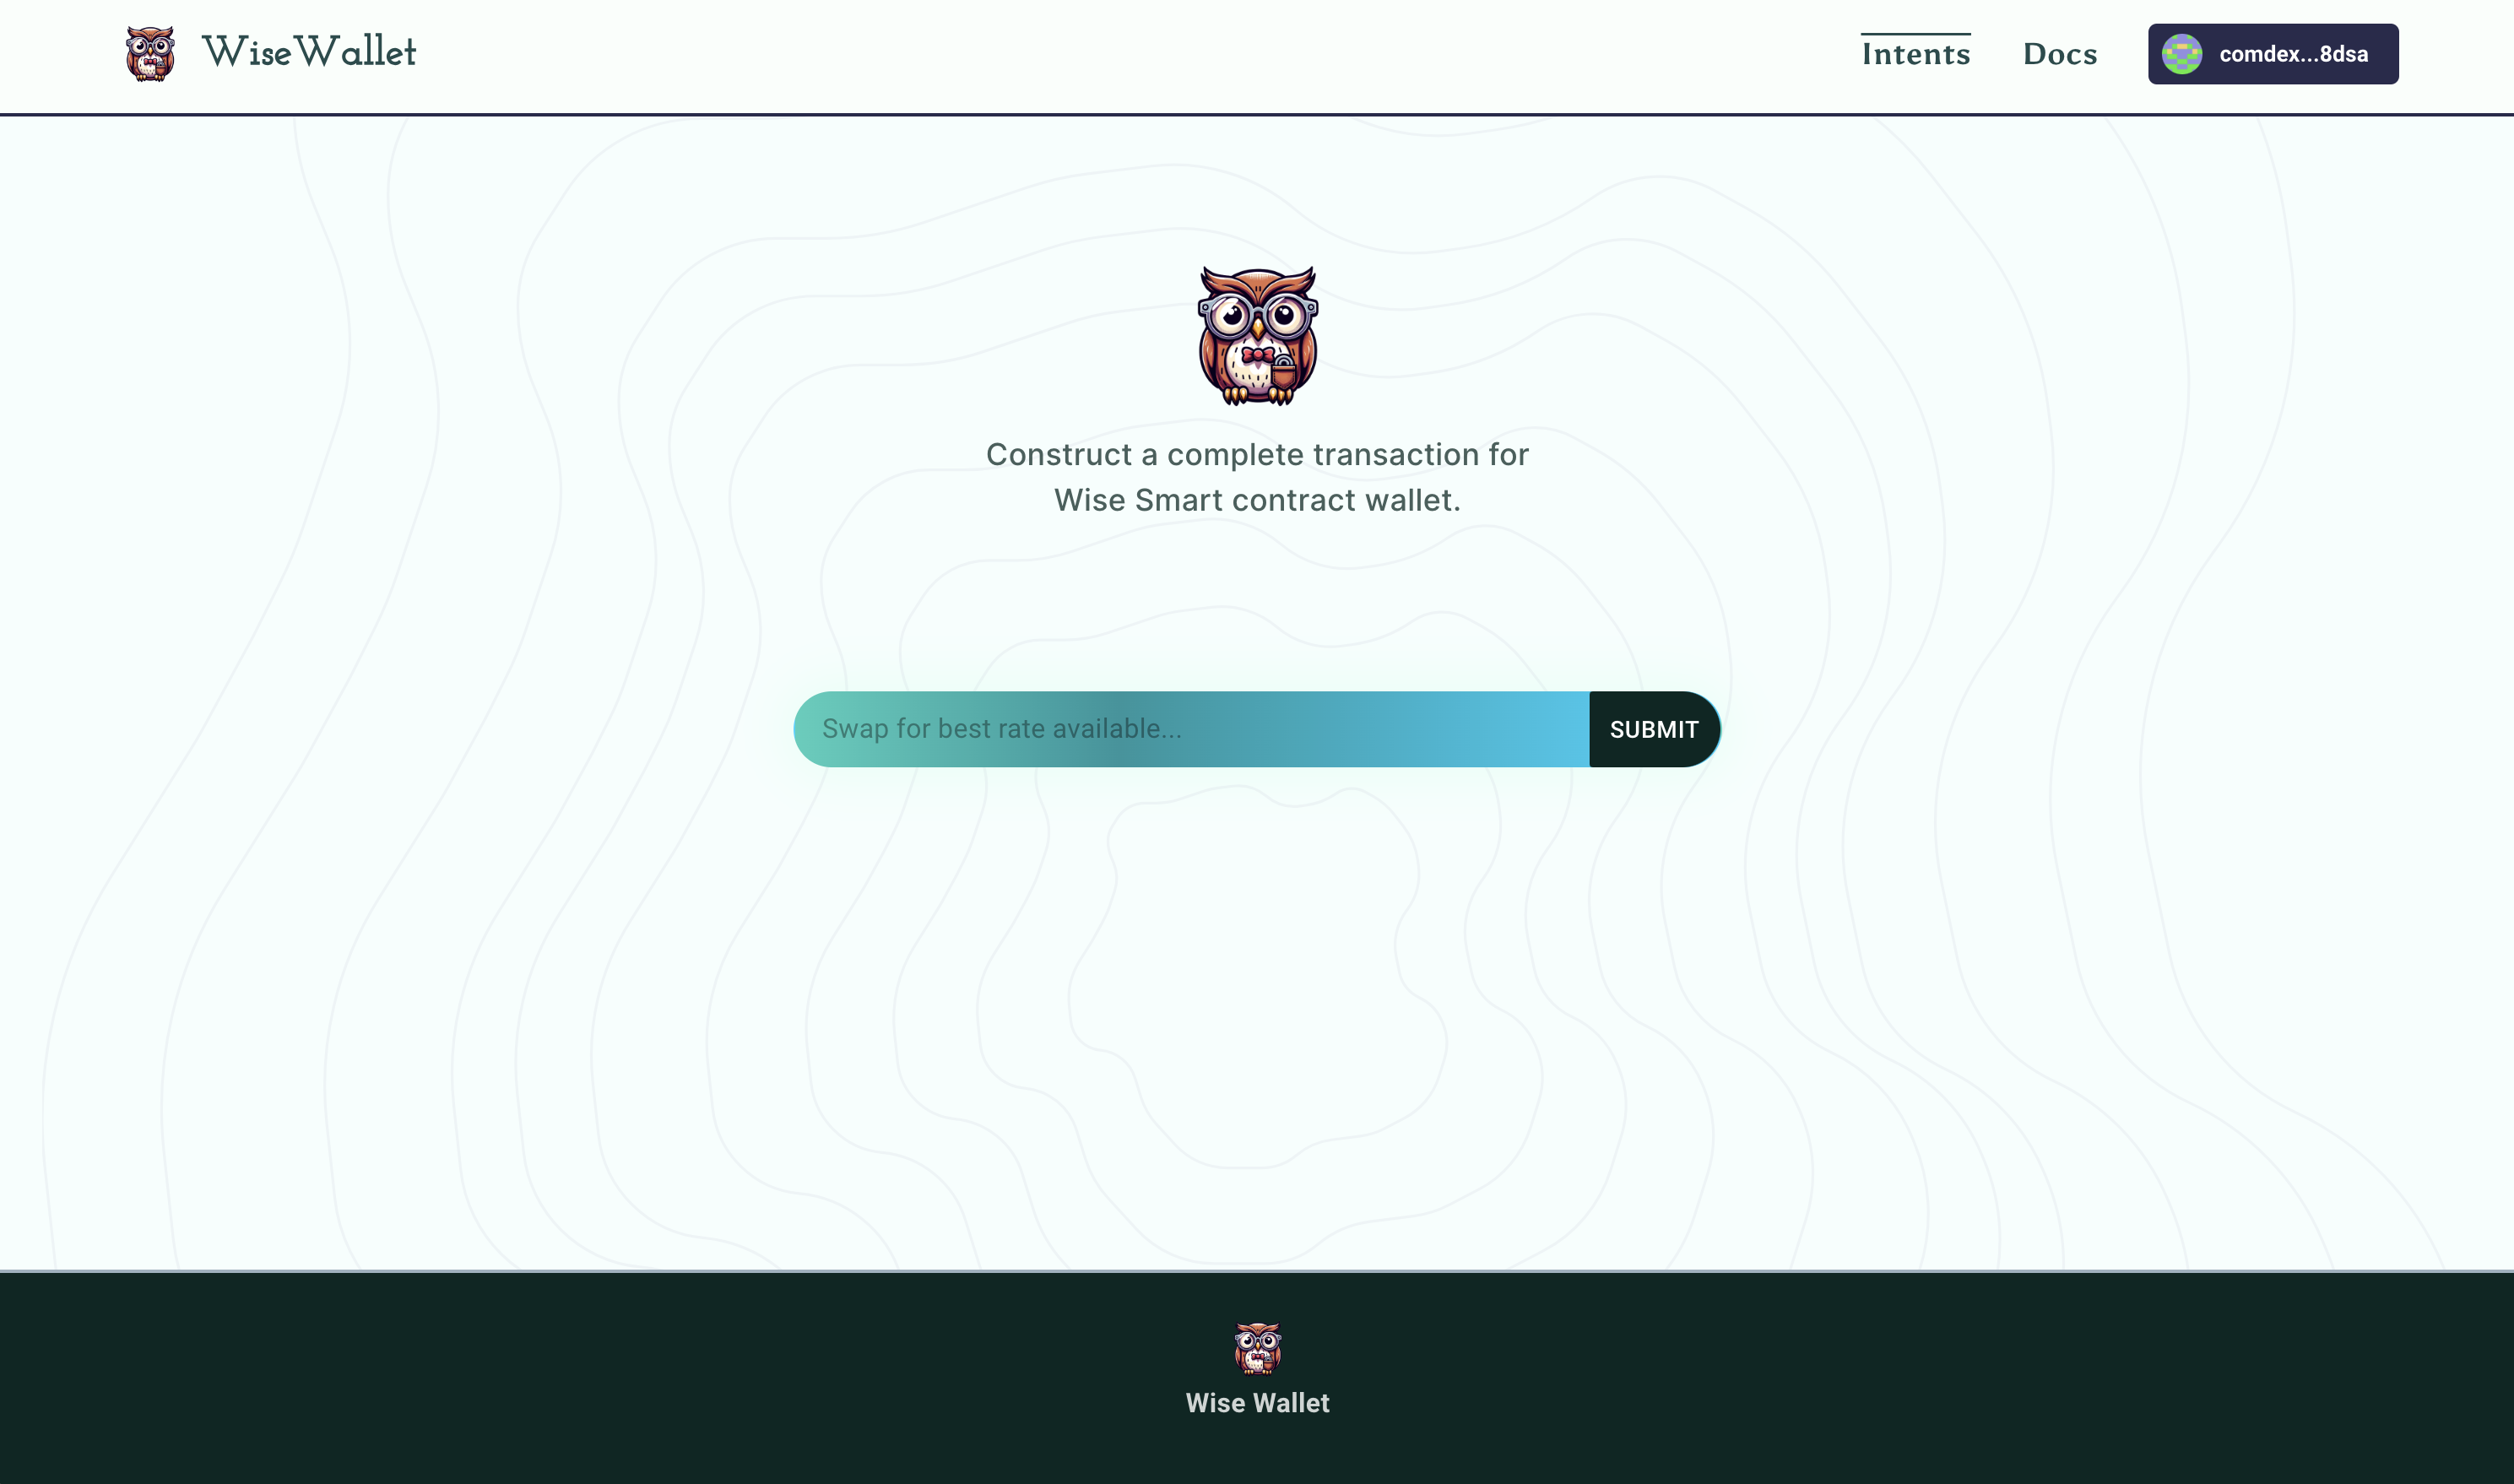 WiseWallet
Intents
Docs
comdex...8dsa
Construct a complete transaction for
Wise Smart contract wallet.
Swap for best rate available...
SUBMIT
Wise Wallet